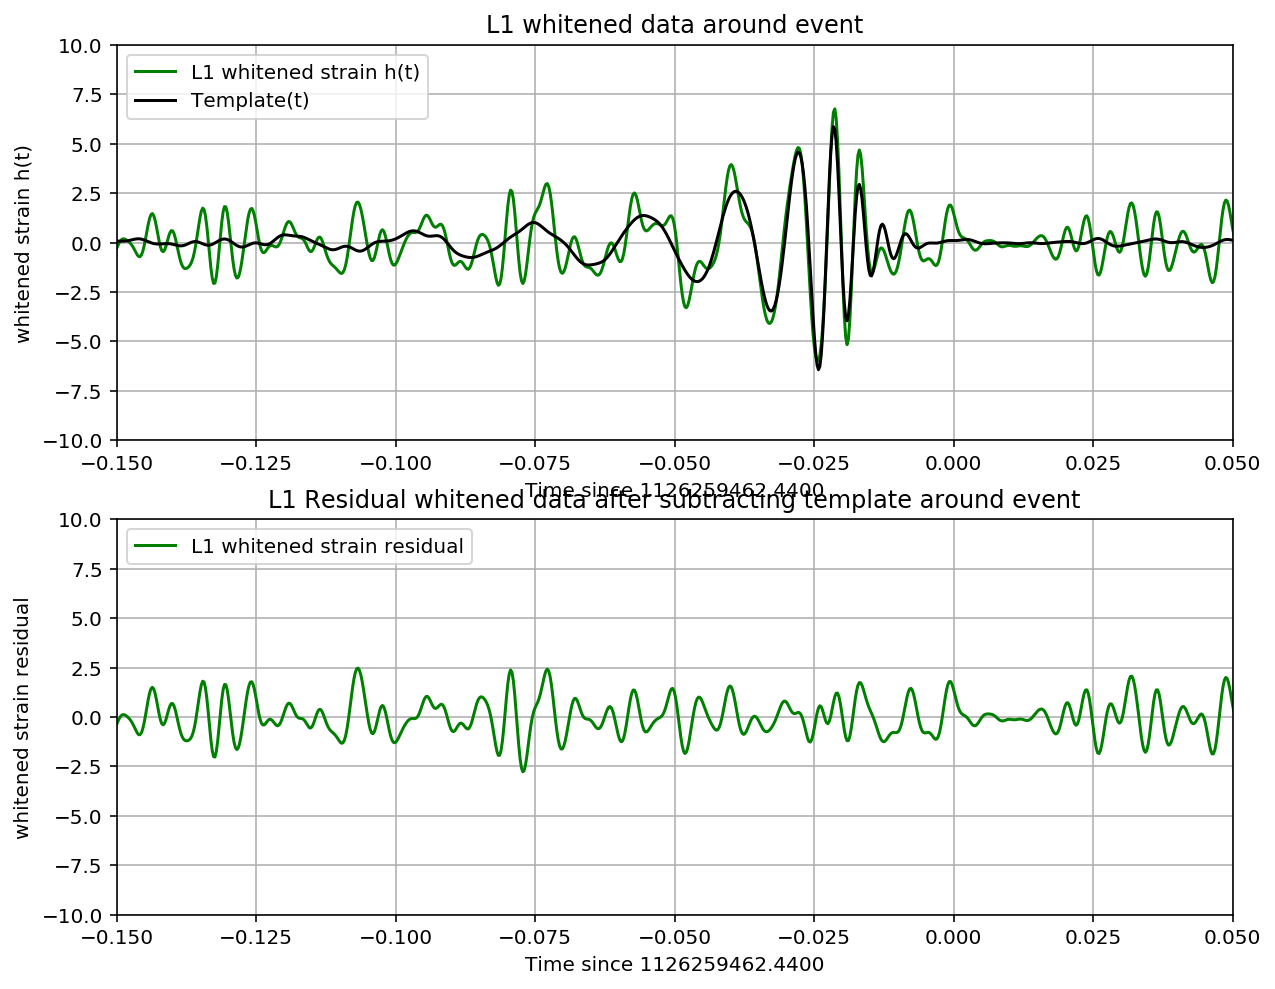 L1 whitened data around event
10.0
7.5
5.0
2.5
0.0
−2.5
−5.0
−7.5
−10.0
whitened strain h(t)
L1 whitened strain h(t)
Template(t)
−0.150 −0.125 −0.100 −0.075 −0.050 −0.025 0.000 0.025 0.050
Time since 1126259462.4400
L1 Residual whitened data after subtracting template around event
10.0
7.5
5.0
2.5
0.0
−2.5
−5.0
−7.5
−10.0
whitened strain residual
L1 whitened strain residual
−0.150 −0.125 −0.100 −0.075 −0.050 −0.025 0.000 0.025 0.050
Time since 1126259462.4400